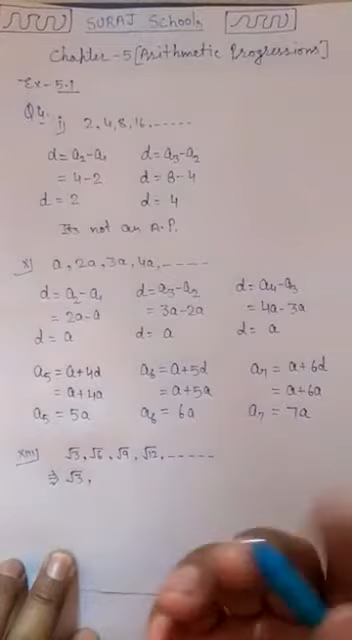 SURAJ Schools
Chapter-5 [Arithmetic Progressions]
Ex-5.1
Q4. i) 2, 4, 8, 16, ------
d = a₂-a₁ d = a₃-a₂
= 4-2 d = 8-4
d = 2 d = 4
Its not an A.P.
x) a, 2a, 3a, 4a, ------
d = a₂-a₁ d = a₃-a₂ d = a₄-a₃
= 2a-a = 3a-2a = 4a-3a
d = a d = a d = a
a₅ = a+4d a₆ = a+5d a₇ = a+6d
= a+4a = a+5a = a+6a
a₅ = 5a a₆ = 6a a₇ = 7a
xiii) √3, √6, √9, √12, ------
⇒ √3,